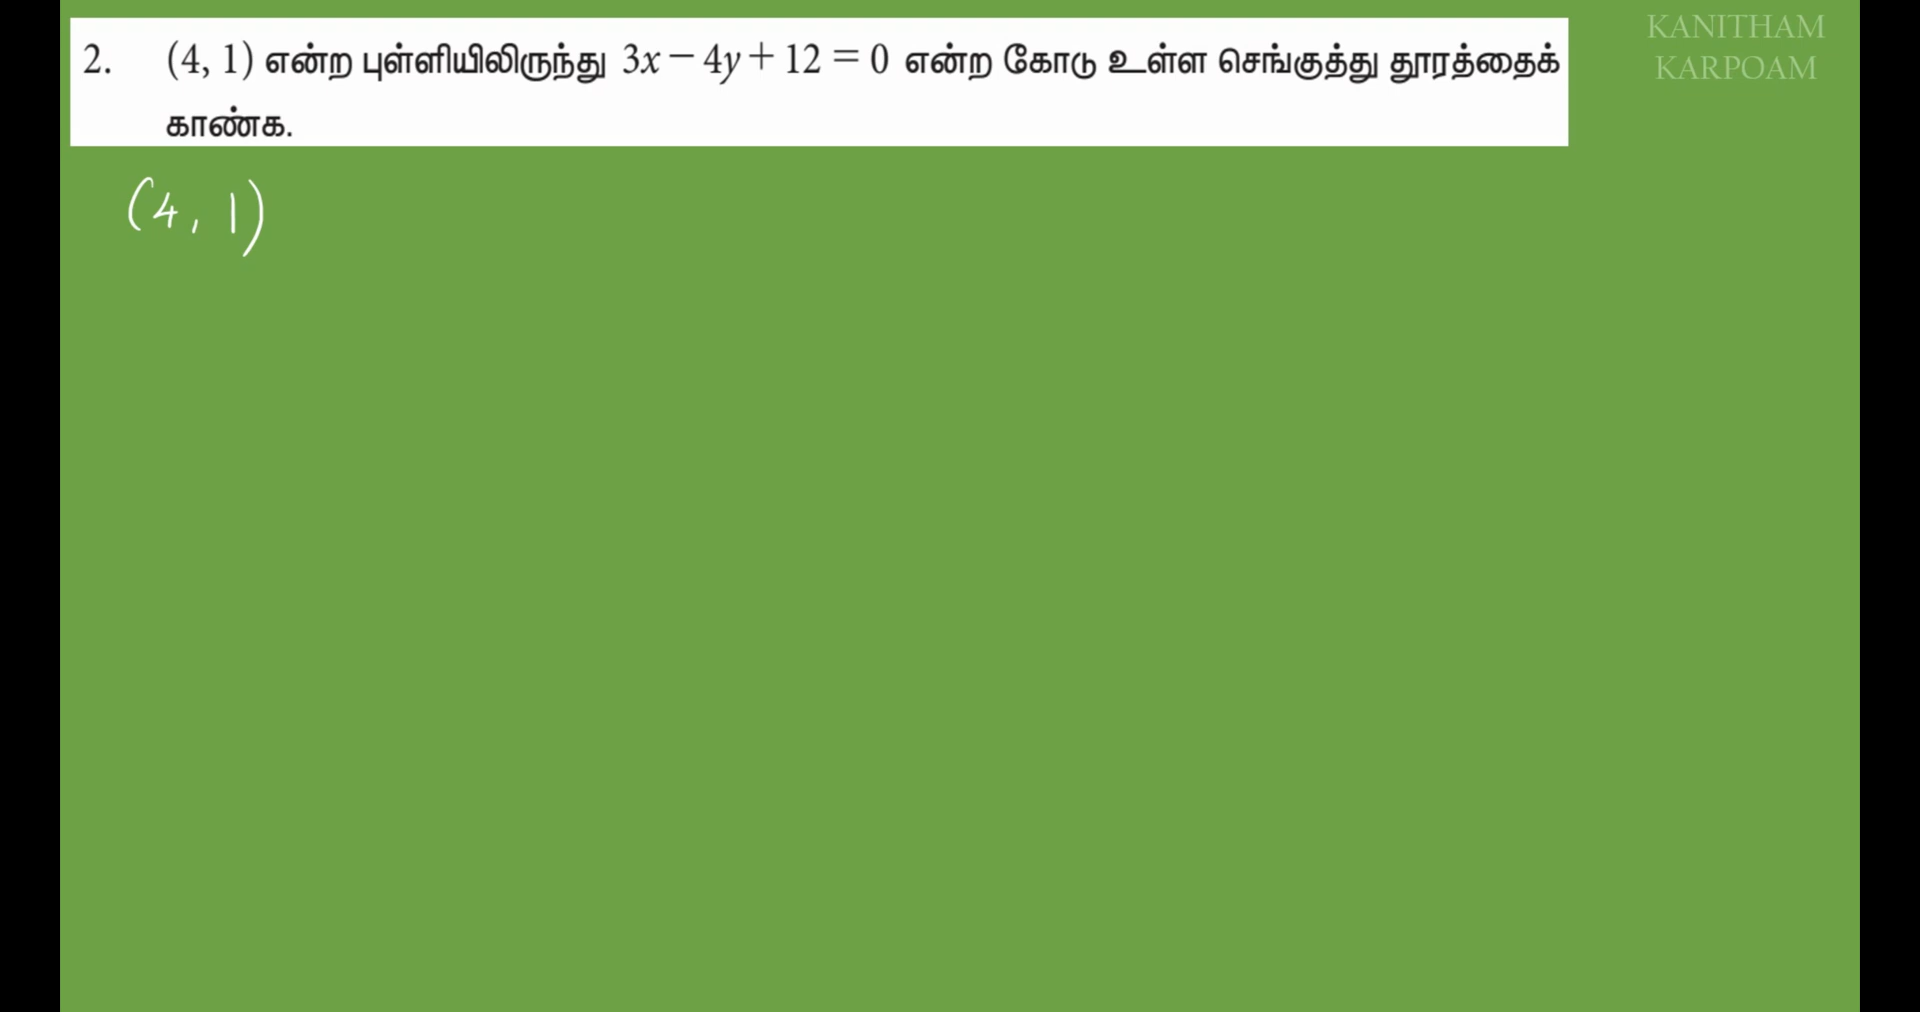 2. (4, 1) என்ற புள்ளியிலிருந்து 3x − 4y + 12 = 0 என்ற கோடு உள்ள செங்குத்து தூரத்தைக்
காண்க.
KANITHAM
KARPOAM
(4, 1)